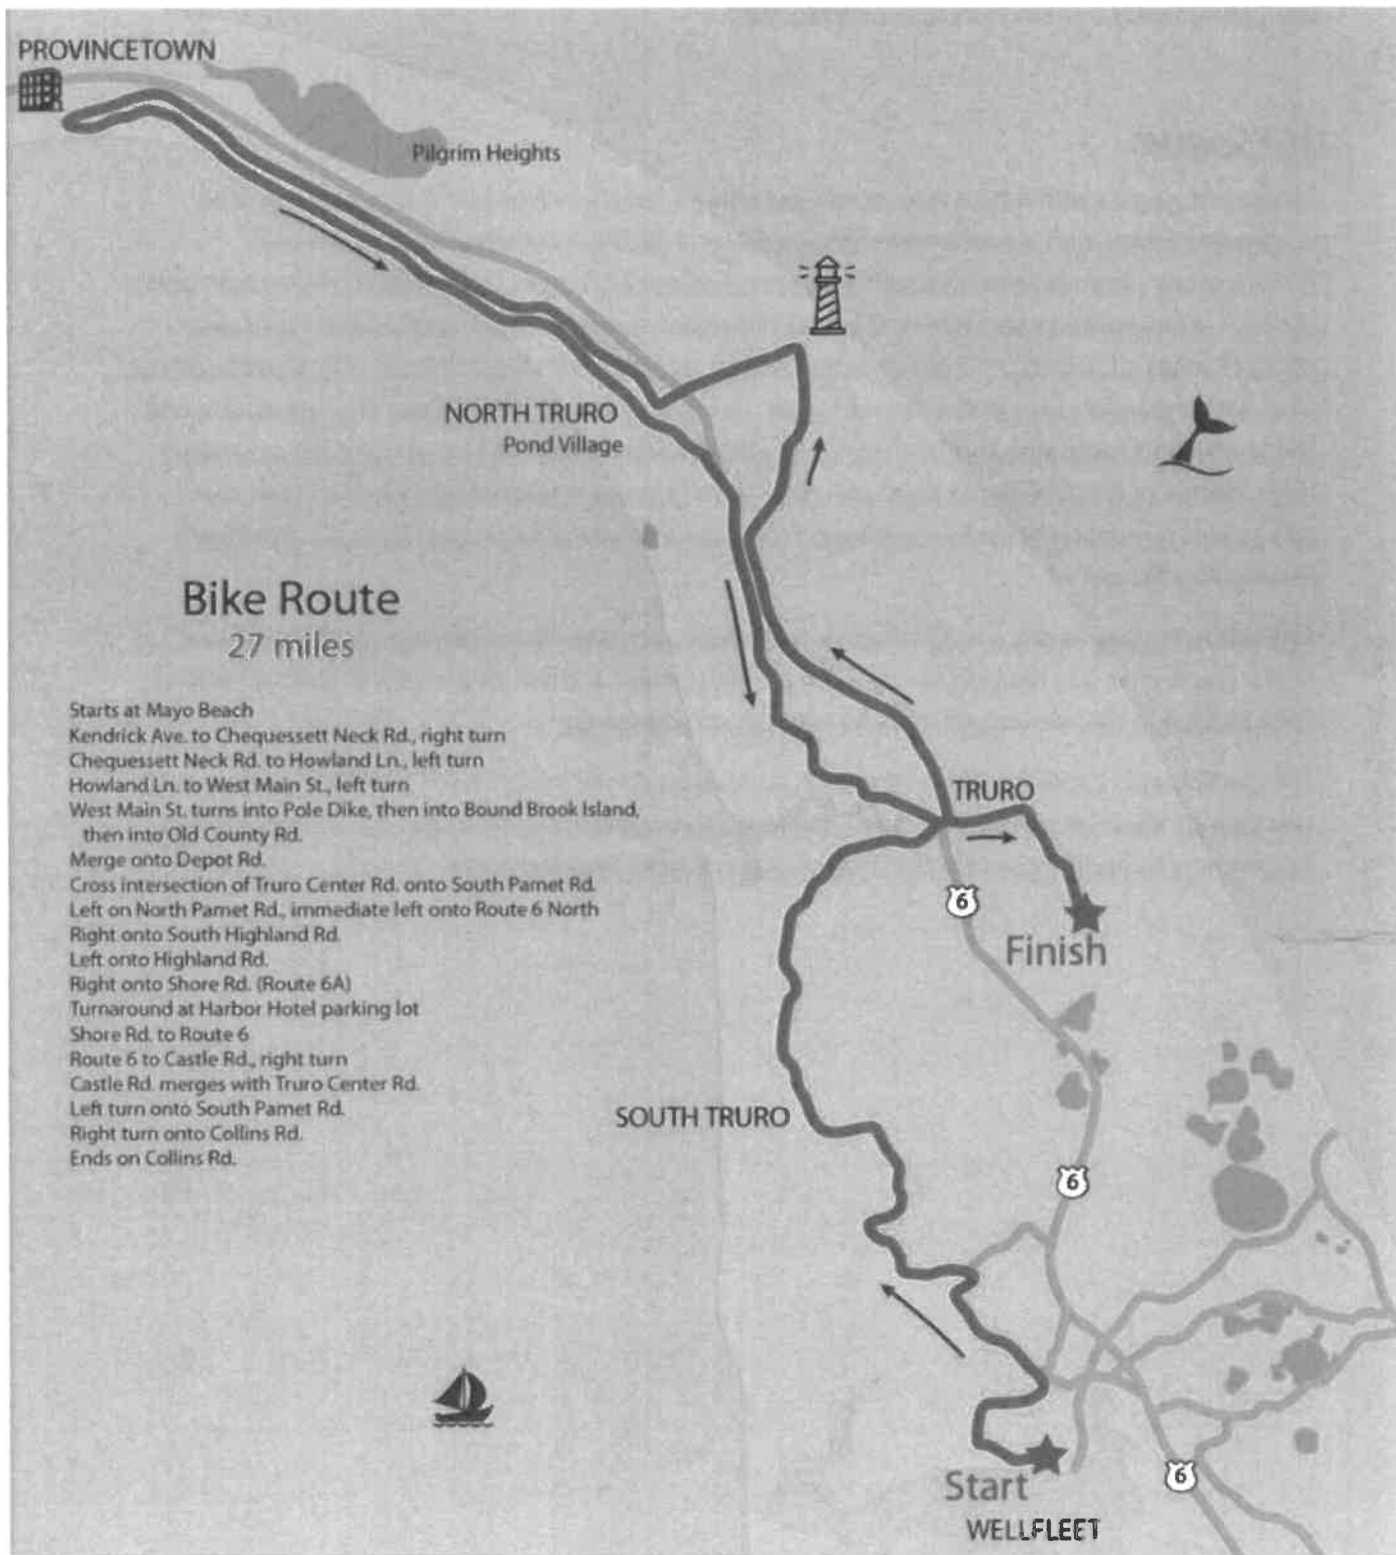 PROVINCETOWN
Pilgrim Heights
NORTH TRURO
Pond Village
Bike Route
27 miles
Starts at Mayo Beach
Kendrick Ave. to Chequessett Neck Rd., right turn
Chequessett Neck Rd. to Howland Ln., left turn
Howland Ln. to West Main St., left turn
West Main St. turns into Pole Dike, then into Bound Brook Island,
then into Old County Rd.
Merge onto Depot Rd.
Cross intersection of Truro Center Rd. onto South Pamet Rd.
Left on North Pamet Rd., immediate left onto Route 6 North
Right onto South Highland Rd.
Left onto Highland Rd.
Right onto Shore Rd. (Route 6A)
Turnaround at Harbor Hotel parking lot
Shore Rd. to Route 6
Route 6 to Castle Rd., right turn
Castle Rd. merges with Truro Center Rd.
Left turn onto South Pamet Rd.
Right turn onto Collins Rd.
Ends on Collins Rd.
TRURO
6
Finish
SOUTH TRURO
6
6
Start
WELLFLEET